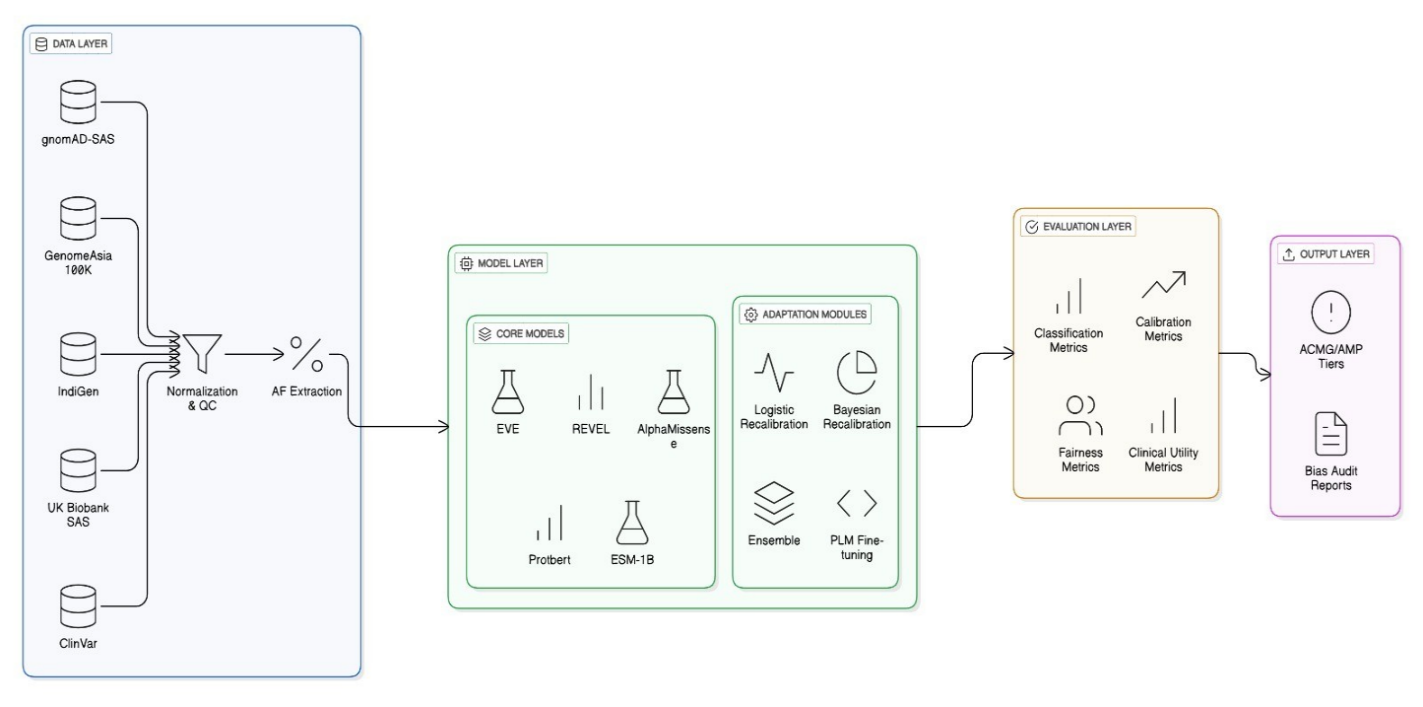 DATA LAYER
gnomAD-SAS
GenomeAsia
100K
IndiGen
UK Biobank
SAS
ClinVar
Normalization
& QC
AF Extraction
MODEL LAYER
CORE MODELS
EVE
REVEL
AlphaMissens
e
Protbert
ESM-1B
ADAPTATION MODULES
Logistic
Recalibration
Bayesian
Recalibration
Ensemble
PLM Fine-
tuning
EVALUATION LAYER
Classification
Metrics
Calibration
Metrics
Fairness
Metrics
Clinical Utility
Metrics
OUTPUT LAYER
ACMG/AMP
Tiers
Bias Audit
Reports